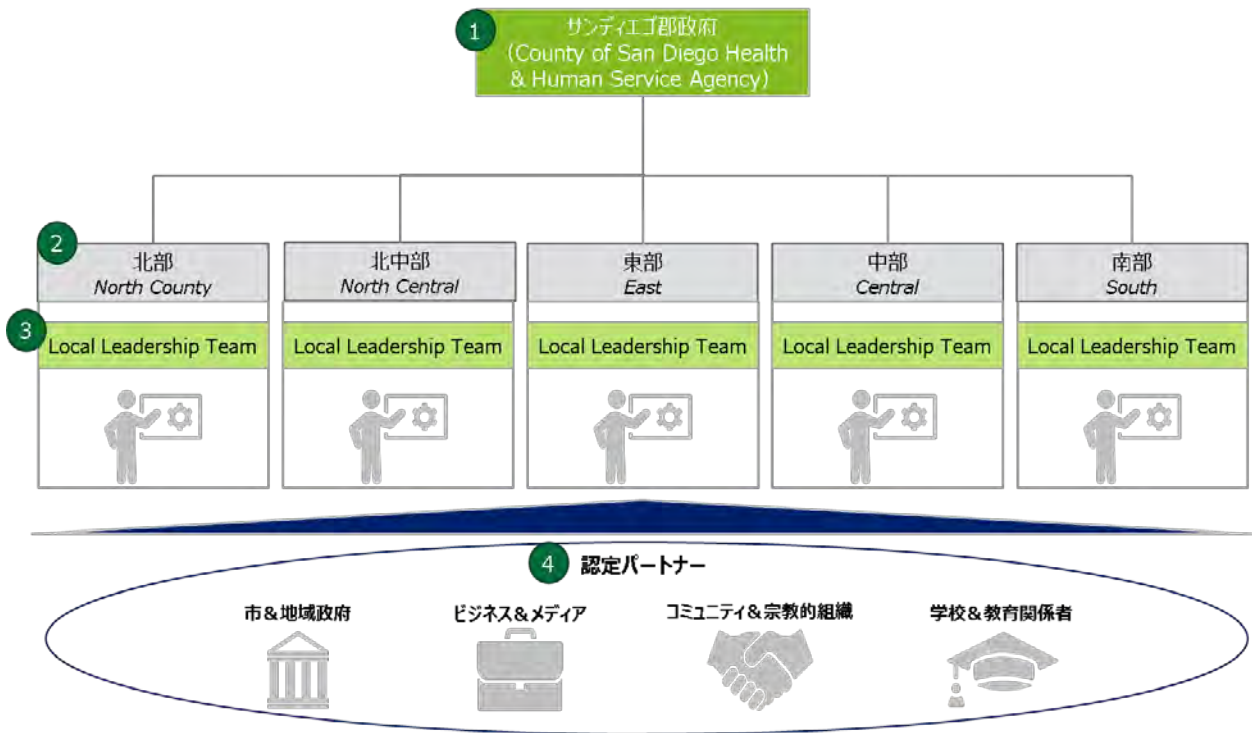 1
サンディエゴ郡政府
(County of San Diego Health
& Human Service Agency)
2
北部
North County
北中部
North Central
東部
East
中部
Central
南部
South
3
Local Leadership Team
Local Leadership Team
Local Leadership Team
Local Leadership Team
Local Leadership Team
4
認定パートナー
市&地域政府
ビジネス&メディア
コミュニティ&宗教的組織
学校&教育関係者